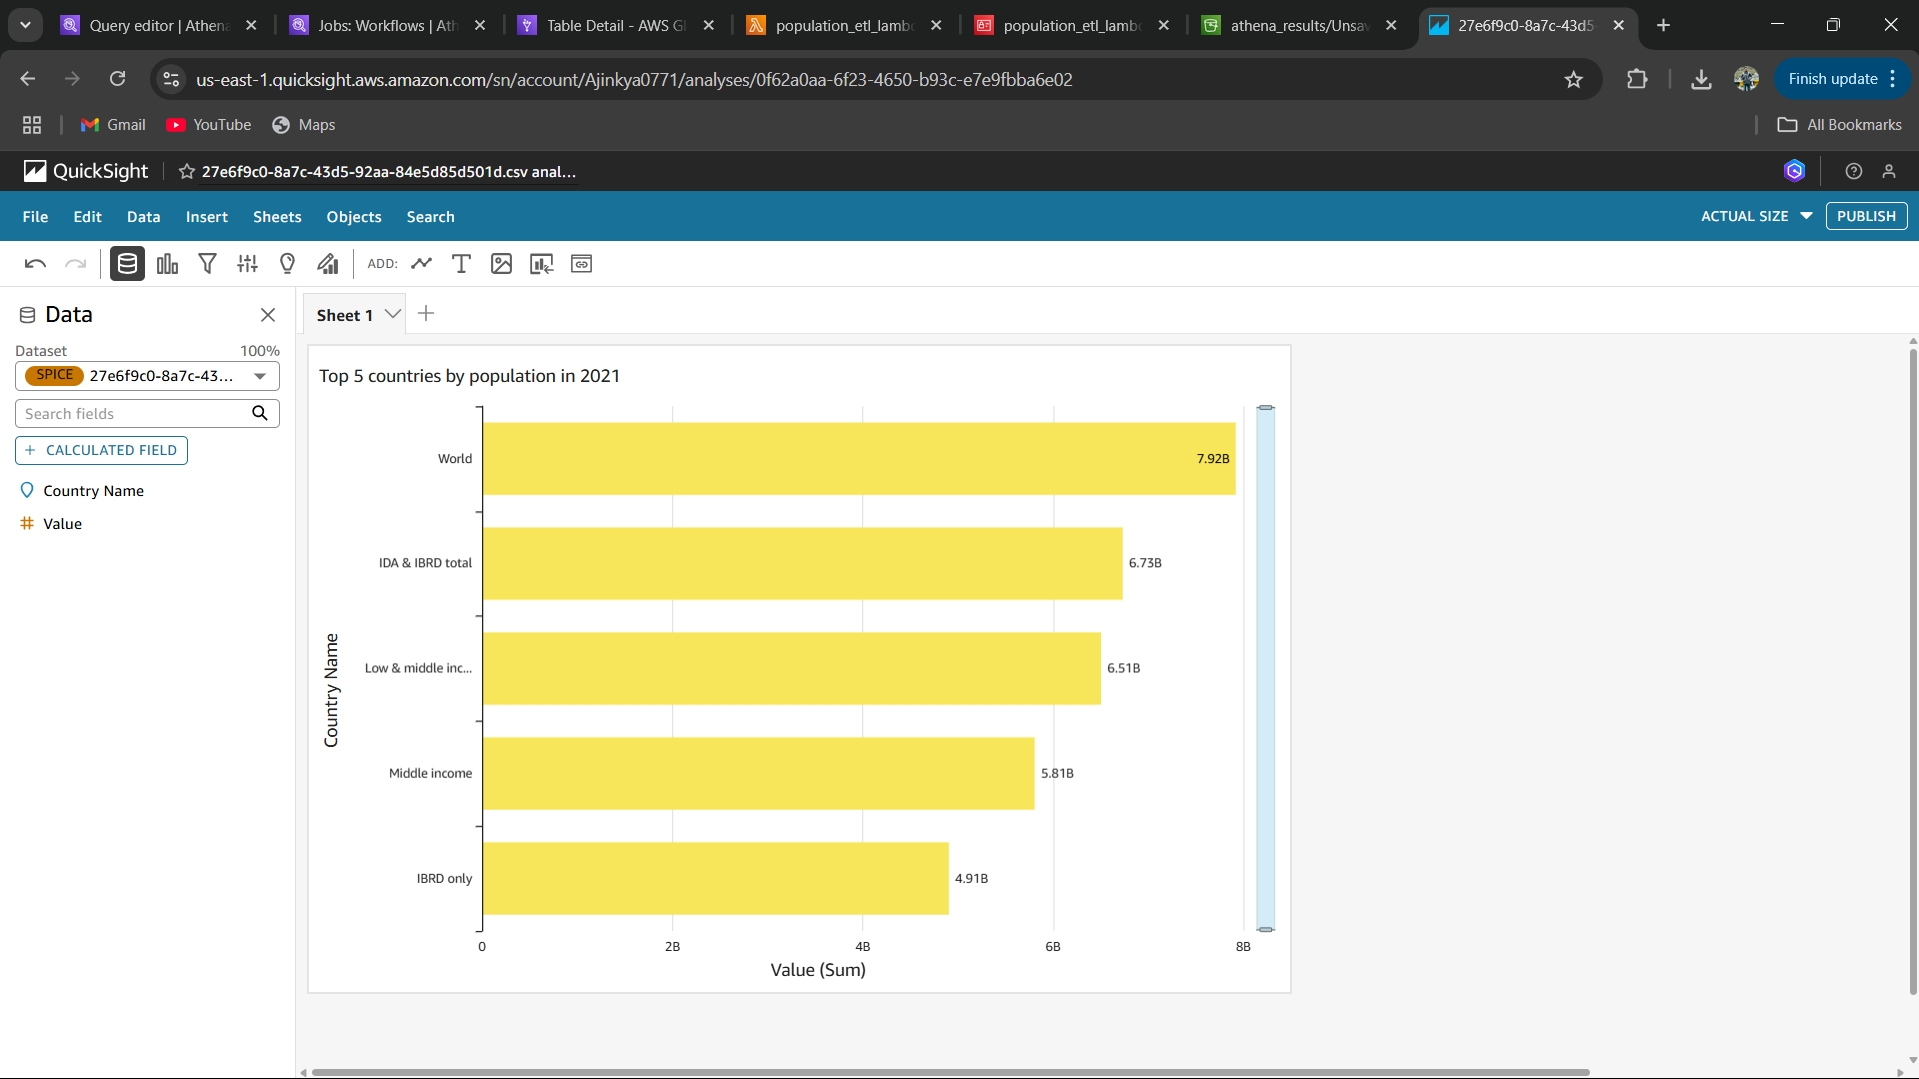 Query editor | Athena
Jobs: Workflows | Ath
Table Detail - AWS Gl
population_etl_lambd
population_etl_lambd
athena_results/Unsav
27e6f9c0-8a7c-43d5-
us-east-1.quicksight.aws.amazon.com/sn/account/Ajinkya0771/analyses/0f62a0aa-6f23-4650-b93c-e7e9fbba6e02
Finish update
Gmail
YouTube
Maps
All Bookmarks
QuickSight
27e6f9c0-8a7c-43d5-92aa-84e5d85d501d.csv anal...
File
Edit
Data
Insert
Sheets
Objects
Search
ACTUAL SIZE
PUBLISH
ADD:
Data
Dataset
100%
SPICE
27e6f9c0-8a7c-43...
Search fields
+ CALCULATED FIELD
Country Name
# Value
Sheet 1
Top 5 countries by population in 2021
Country Name
World
7.92B
IDA & IBRD total
6.73B
Low & middle inc...
6.51B
Middle income
5.81B
IBRD only
4.91B
0
2B
4B
6B
8B
Value (Sum)